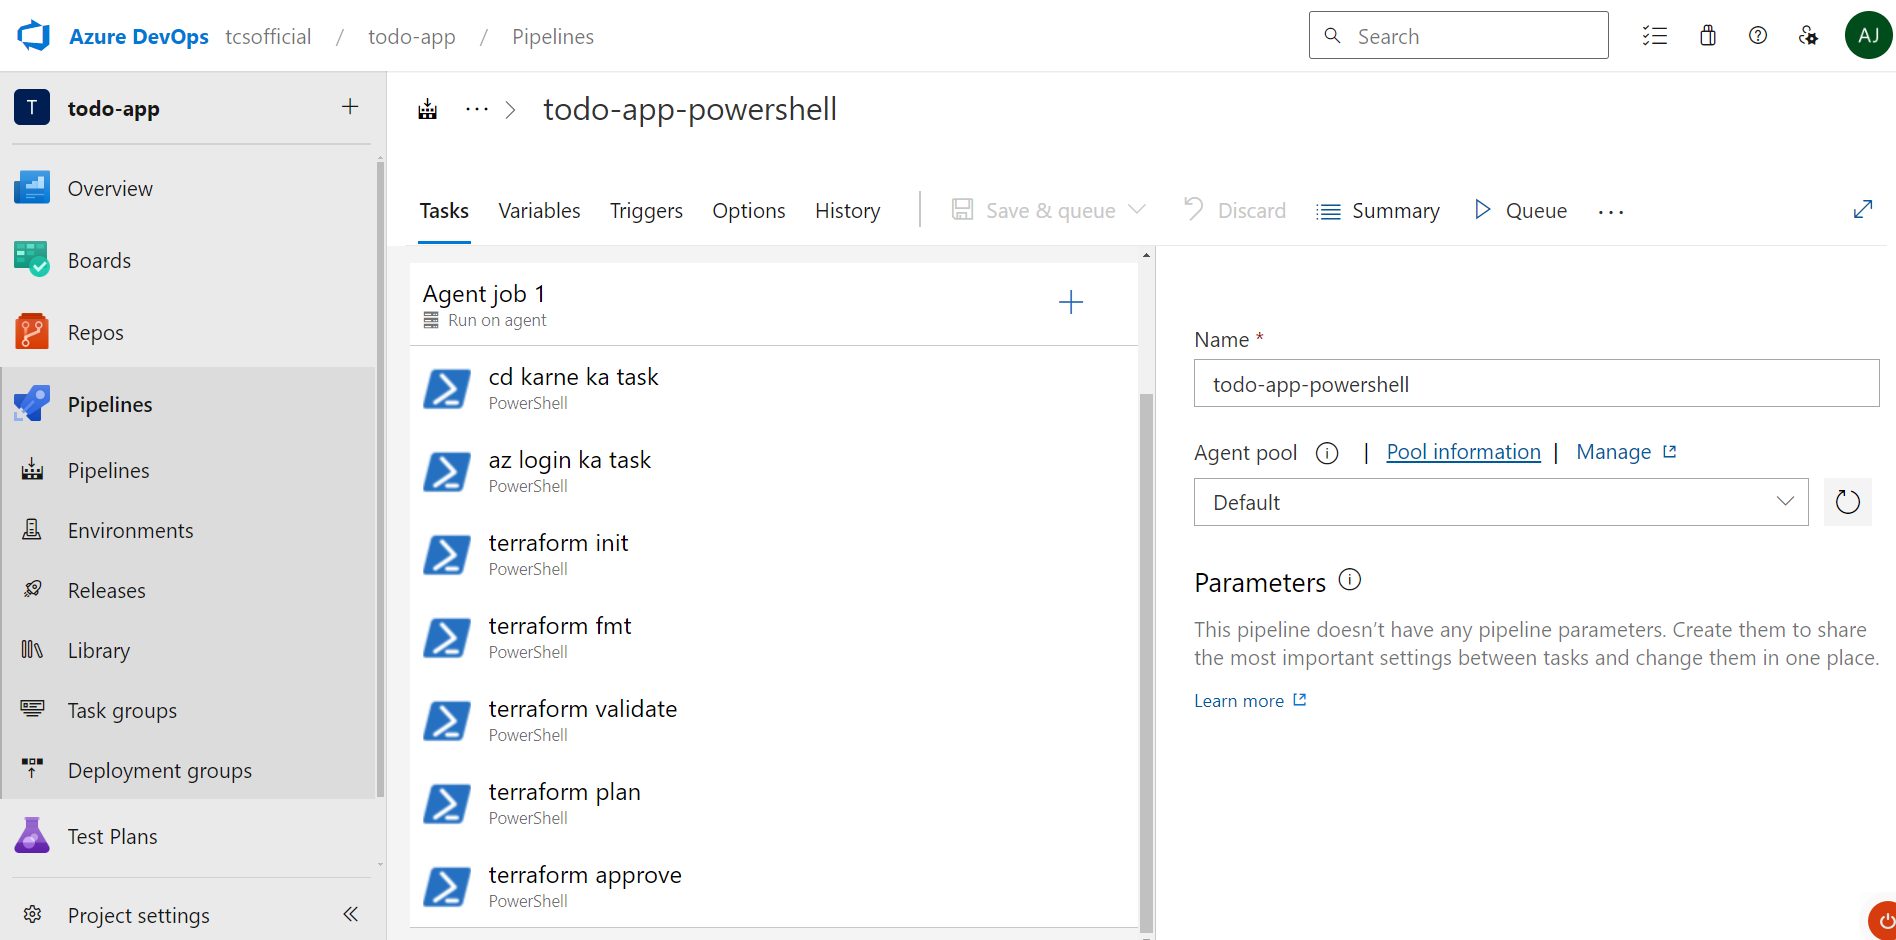 Azure DevOps tcsofficial / todo-app / Pipelines
Search
AJ
T todo-app
Overview
Boards
Repos
Pipelines
Pipelines
Environments
Releases
Library
Task groups
Deployment groups
Test Plans
Project settings
... > todo-app-powershell
Tasks Variables Triggers Options History Save & queue Discard Summary Queue ...
Agent job 1
Run on agent
cd karne ka task
PowerShell
az login ka task
PowerShell
terraform init
PowerShell
terraform fmt
PowerShell
terraform validate
PowerShell
terraform plan
PowerShell
terraform approve
PowerShell
Name *
todo-app-powershell
Agent pool | Pool information | Manage
Default
Parameters
This pipeline doesn’t have any pipeline parameters. Create them to share
the most important settings between tasks and change them in one place.
Learn more